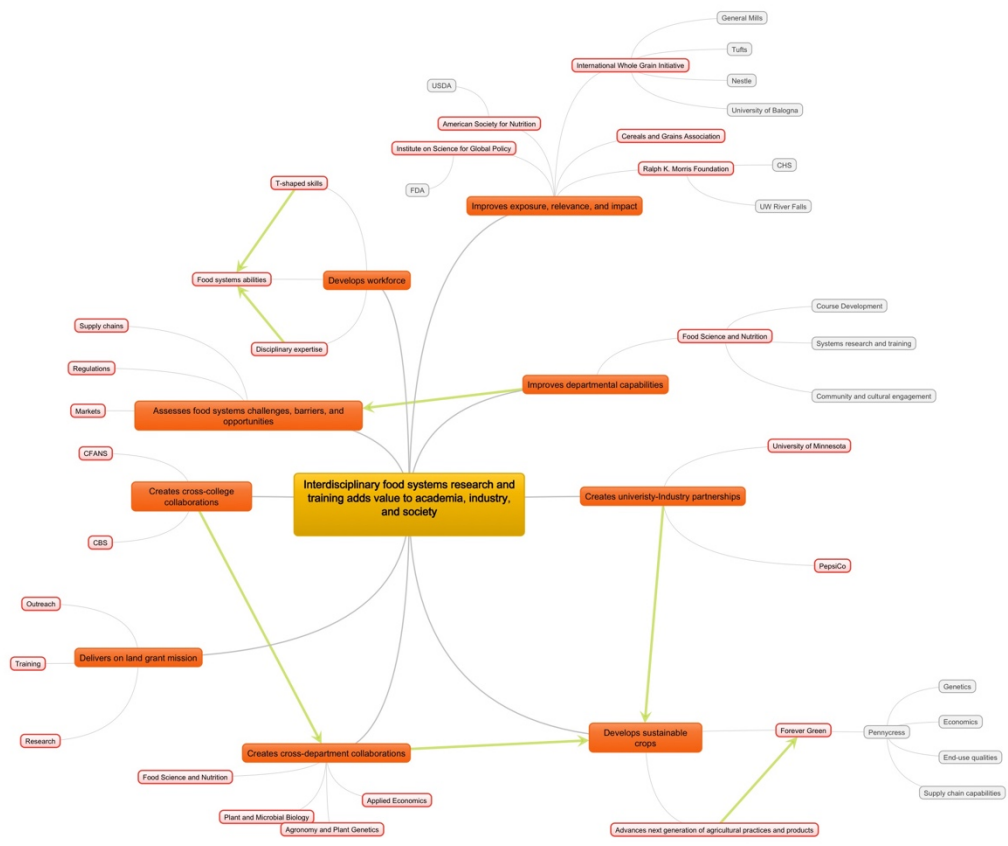 General Mills
Tufts
International Whole Grain Initiative
Nestle
USDA
University of Balogna
American Society for Nutrition
Cereals and Grains Association
Institute on Science for Global Policy
Ralph K. Morris Foundation
CHS
FDA
UW River Falls
T-shaped skills
Improves exposure, relevance, and impact
Food systems abilities
Develops workforce
Course Development
Supply chains
Food Science and Nutrition
Systems research and training
Disciplinary expertise
Regulations
Improves departmental capabilities
Community and cultural engagement
Markets
Assesses food systems challenges, barriers, and
opportunities
University of Minnesota
CFANS
Interdisciplinary food systems research and
training adds value to academia, industry,
and society
Creates cross-college
collaborations
Creates univeristy-Industry partnerships
CBS
PepsiCo
Outreach
Delivers on land grant mission
Training
Genetics
Research
Develops sustainable
crops
Forever Green
Pennycress
Economics
Creates cross-department collaborations
End-use qualities
Food Science and Nutrition
Supply chain capabilities
Applied Economics
Plant and Microbial Biology
Agronomy and Plant Genetics
Advances next generation of agricultural practices and products